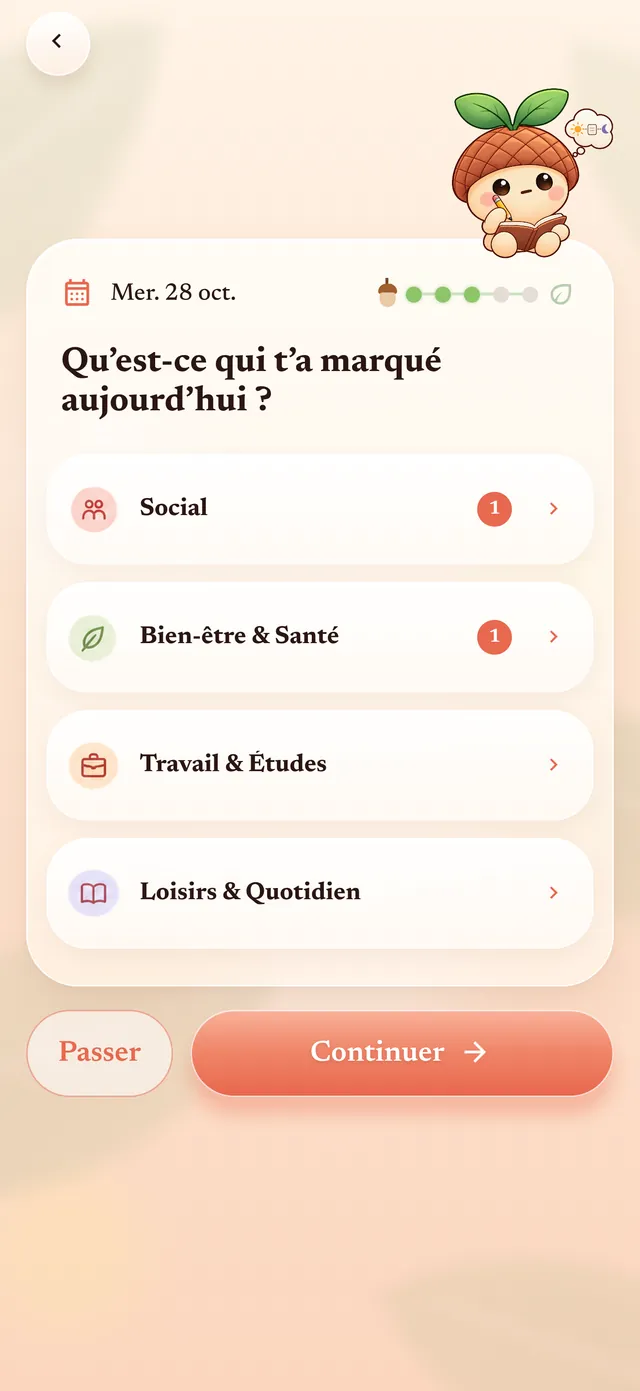 Mer. 28 oct.
Qu’est-ce qui t’a marqué
aujourd’hui ?
Social
1
Bien-être & Santé
1
Travail & Études
Loisirs & Quotidien
Passer
Continuer